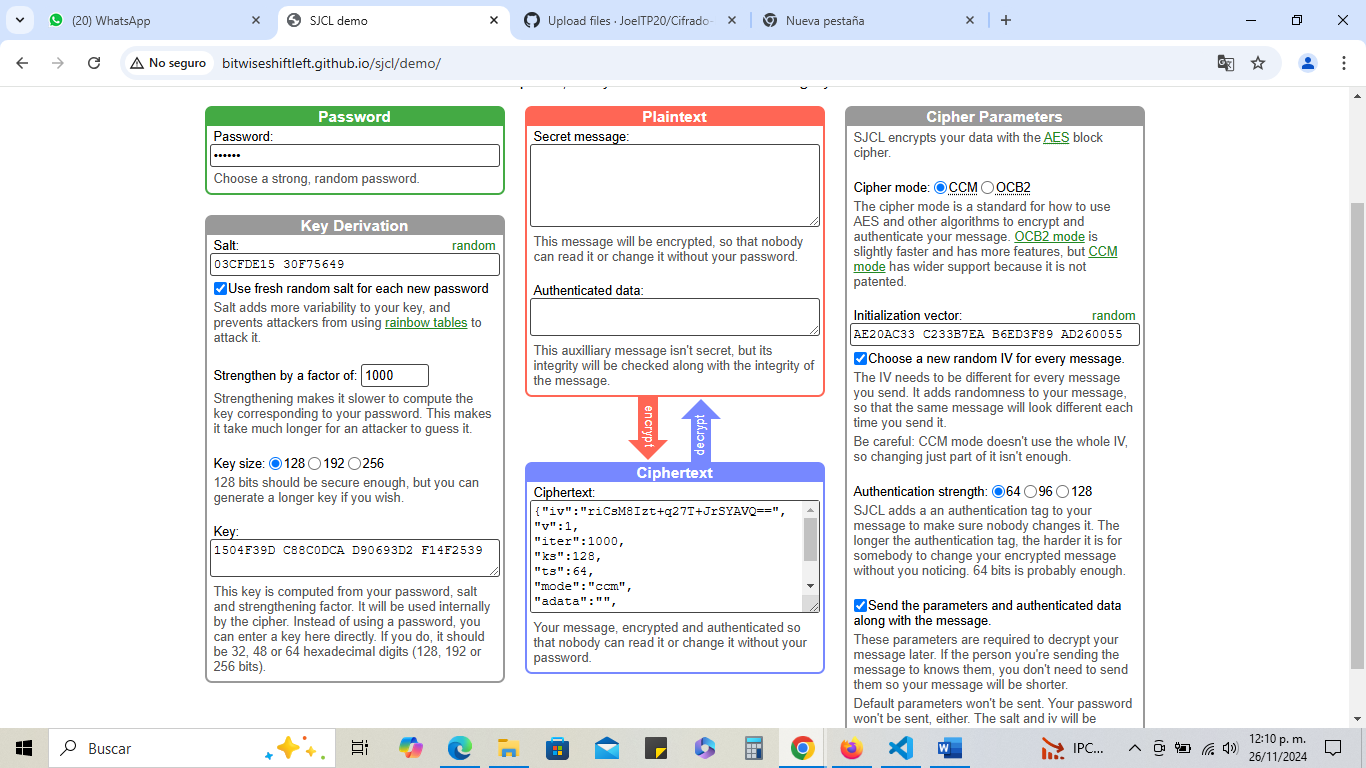 (20) WhatsApp
SJCL demo
Upload files · JoelTP20/Cifrado-
Nueva pestaña
No seguro
bitwiseshiftleft.github.io/sjcl/demo/
Password
Password:
••••••
Choose a strong, random password.
Key Derivation
Salt:
random
03CFDE15 30F75649
Use fresh random salt for each new password
Salt adds more variability to your key, and
prevents attackers from using rainbow tables to
attack it.
Strengthen by a factor of: 1000
Strengthening makes it slower to compute the
key corresponding to your password. This makes
it take much longer for an attacker to guess it.
Key size: 128 192 256
128 bits should be secure enough, but you can
generate a longer key if you wish.
Key:
1504F39D C88C0DCA D90693D2 F14F2539
This key is computed from your password, salt
and strengthening factor. It will be used internally
by the cipher. Instead of using a password, you
can enter a key here directly. If you do, it should
be 32, 48 or 64 hexadecimal digits (128, 192 or
256 bits).
Plaintext
Secret message:
This message will be encrypted, so that nobody
can read it or change it without your password.
Authenticated data:
This auxilliary message isn't secret, but its
integrity will be checked along with the integrity of
the message.
encrypt
decrypt
Ciphertext
Ciphertext:
{"iv":"riCsM8Izt+q27T+JrSYAVQ==",
"v":1,
"iter":1000,
"ks":128,
"ts":64,
"mode":"ccm",
"adata":"",
Your message, encrypted and authenticated so
that nobody can read it or change it without your
password.
Cipher Parameters
SJCL encrypts your data with the AES block
cipher.
Cipher mode: CCM OCB2
The cipher mode is a standard for how to use
AES and other algorithms to encrypt and
authenticate your message. OCB2 mode is
slightly faster and has more features, but CCM
mode has wider support because it is not
patented.
Initialization vector:
random
AE20AC33 C233B7EA B6ED3F89 AD260055
Choose a new random IV for every message.
The IV needs to be different for every message
you send. It adds randomness to your message,
so that the same message will look different each
time you send it.
Be careful: CCM mode doesn't use the whole IV,
so changing just part of it isn't enough.
Authentication strength: 64 96 128
SJCL adds a an authentication tag to your
message to make sure nobody changes it. The
longer the authentication tag, the harder it is for
somebody to change your encrypted message
without you noticing. 64 bits is probably enough.
Send the parameters and authenticated data
along with the message.
These parameters are required to decrypt your
message later. If the person you're sending the
message to knows them, you don't need to send
them so your message will be shorter.
Default parameters won't be sent. Your password
won't be sent, either. The salt and iv will be
Buscar
IPC...
12:10 p. m.
26/11/2024